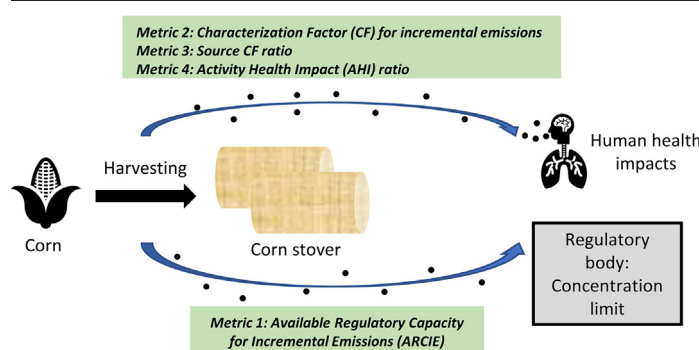 Metric 2: Characterization Factor (CF) for incremental emissions
Metric 3: Source CF ratio
Metric 4: Activity Health Impact (AHI) ratio
Harvesting
Human health
impacts
Corn
Corn stover
Regulatory
body:
Concentration
limit
Metric 1: Available Regulatory Capacity
for Incremental Emissions (ARCIE)